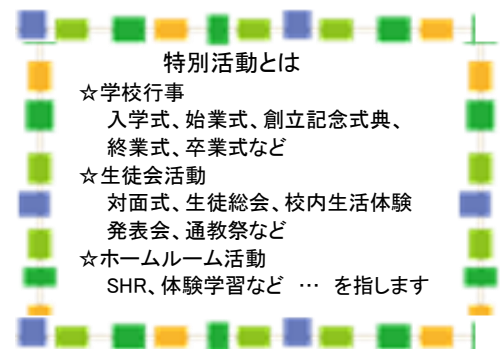 特別活動とは
☆学校行事
入学式、始業式、創立記念式典、
終業式、卒業式など
☆生徒会活動
対面式、生徒総会、校内生活体験
発表会、通教祭など
☆ホームルーム活動
SHR、体験学習など … を指します